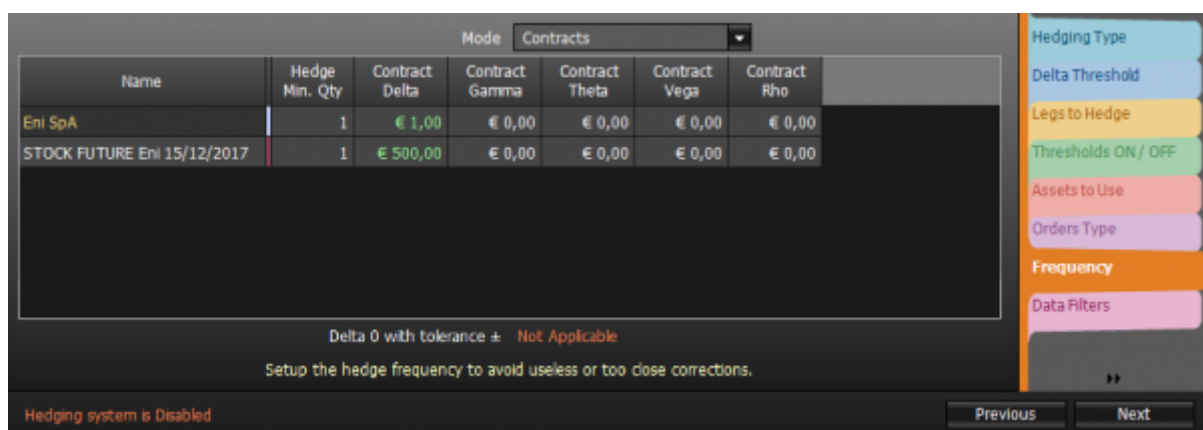 Mode Contracts
Name Hedge Min. Qty Contract Delta Contract Gamma Contract Theta Contract Vega Contract Rho
Eni SpA 1 € 1,00 € 0,00 € 0,00 € 0,00 € 0,00
STOCK FUTURE Eni 15/12/2017 1 € 500,00 € 0,00 € 0,00 € 0,00 € 0,00
Delta 0 with tolerance ± Not Applicable
Setup the hedge frequency to avoid useless or too close corrections.
Hedging Type
Delta Threshold
Legs to Hedge
Thresholds ON / OFF
Assets to Use
Orders Type
Frequency
Data Filters
Hedging system is Disabled
Previous Next